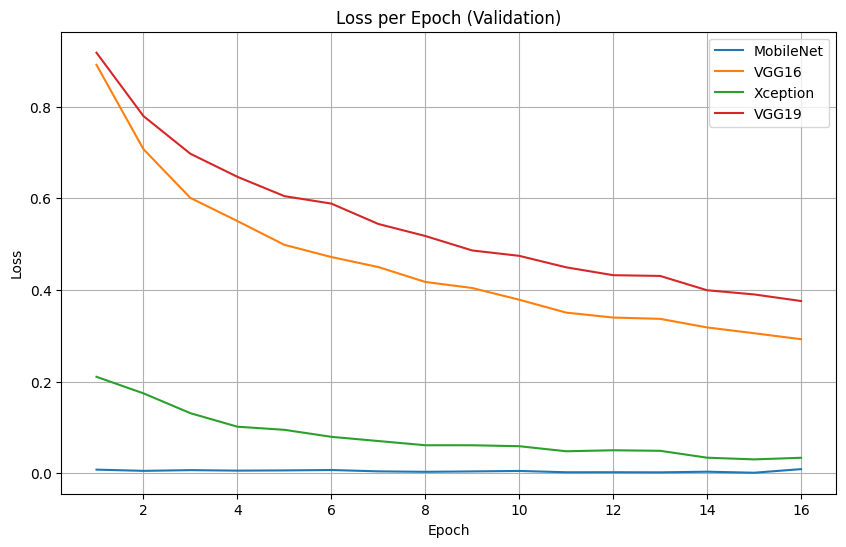 Loss per Epoch (Validation)
MobileNet
VGG16
Xception
VGG19
Loss
0.8
0.6
0.4
0.2
0.0
2 4 6 8 10 12 14 16
Epoch